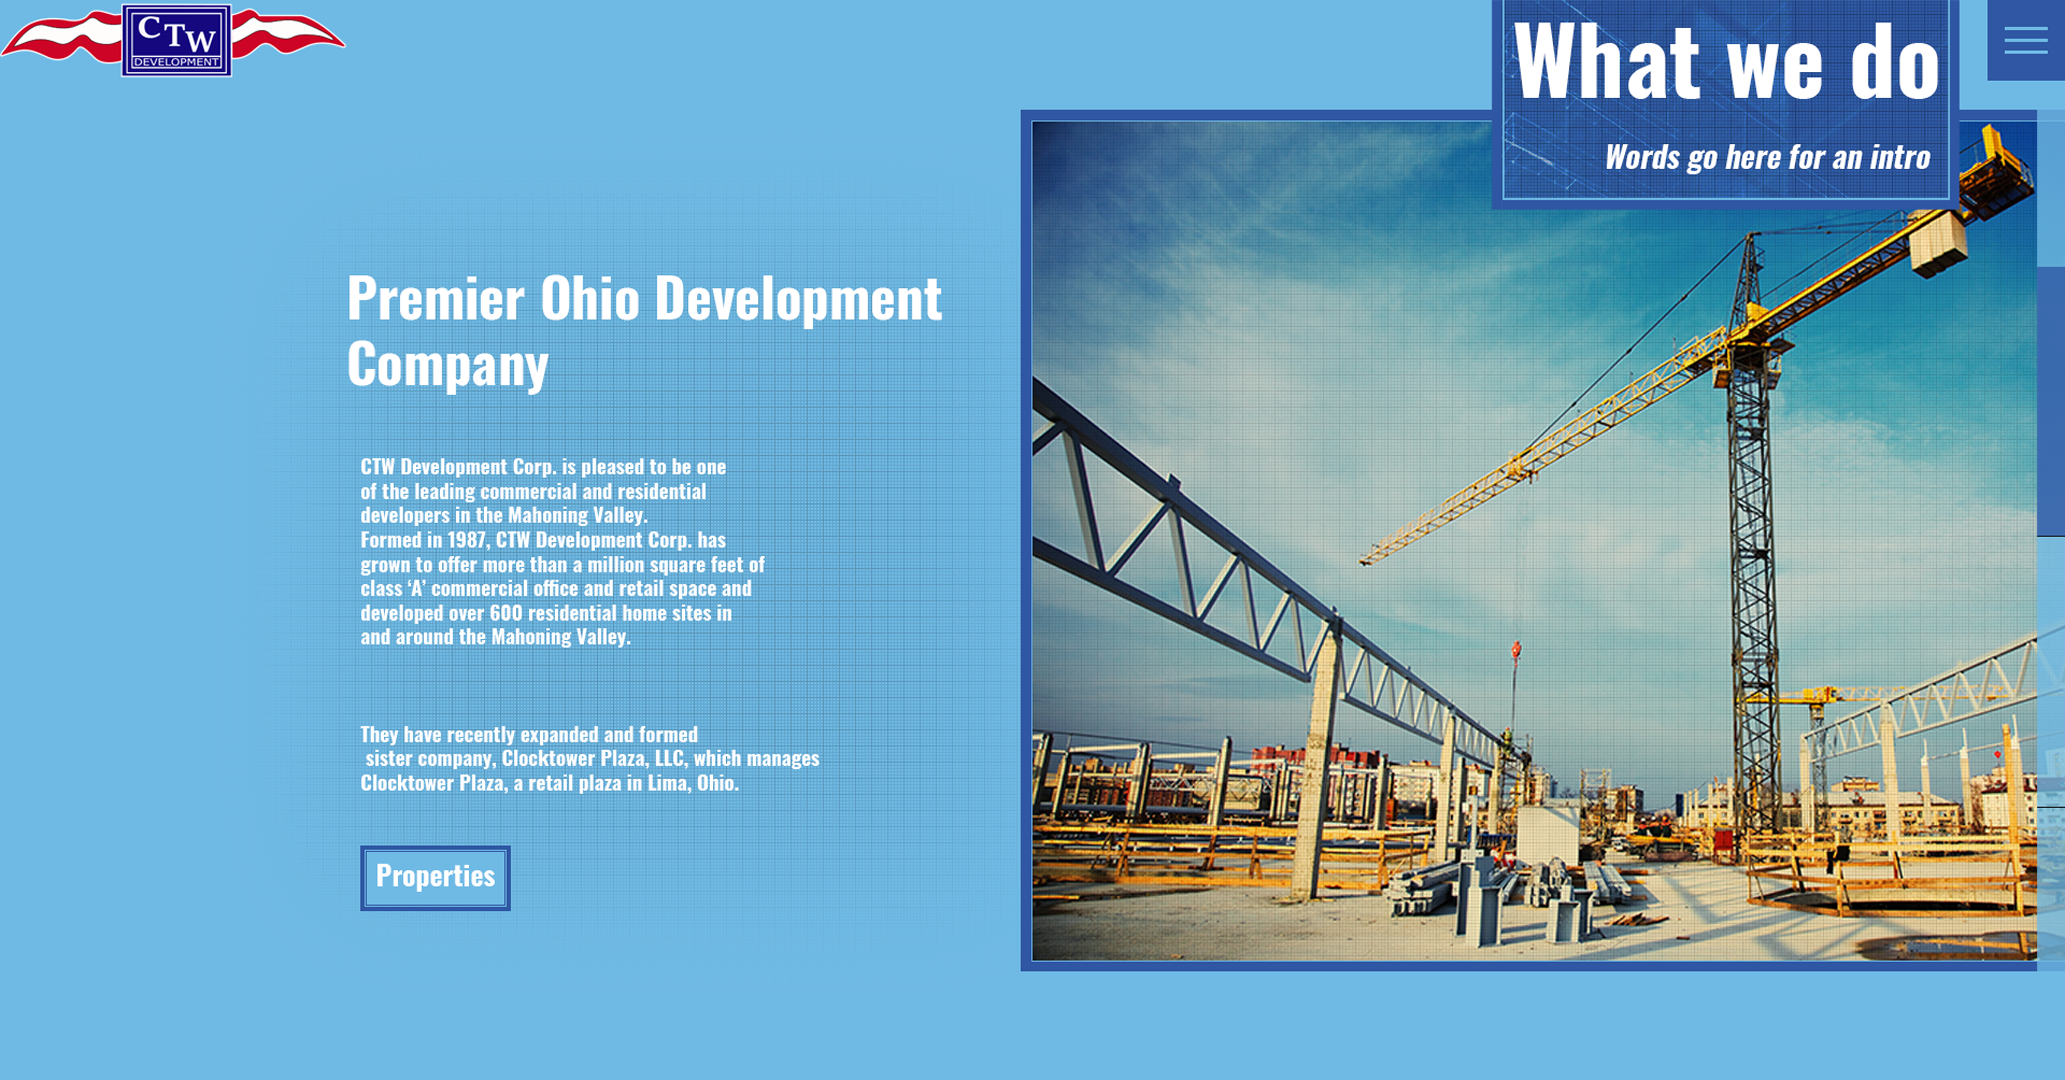 CTW
DEVELOPMENT
What we do
Words go here for an intro
Premier Ohio Development
Company
CTW Development Corp. is pleased to be one
of the leading commercial and residential
developers in the Mahoning Valley.
Formed in 1987, CTW Development Corp. has
grown to offer more than a million square feet of
class ‘A’ commercial office and retail space and
developed over 600 residential home sites in
and around the Mahoning Valley.
They have recently expanded and formed
sister company, Clocktower Plaza, LLC, which manages
Clocktower Plaza, a retail plaza in Lima, Ohio.
Properties